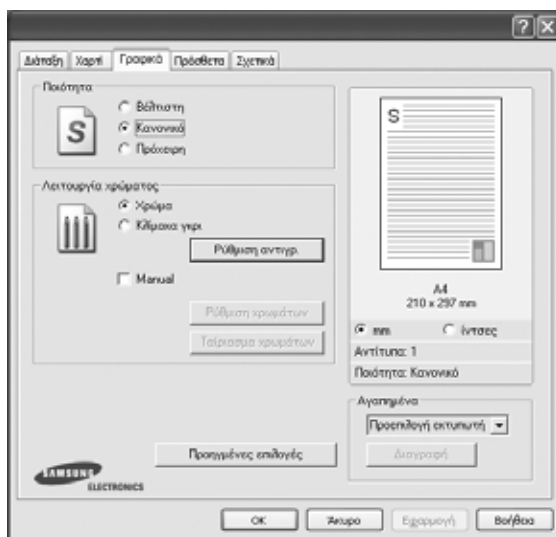 Διάταξη Χαρτί Γραφικά Πρόσθετα Σχετικά
Ποιότητα
Βέλτιστη
Κανονικό
Πρόχειρη
S
Λειτουργία χρώματος
Χρώμα
Κλίμακα γκρι
Ρύθμιση αντιγρ.
Manual
Ρύθμιση χρωμάτων
Ταίριασμα χρωμάτων
Προηγμένες επιλογές
SAMSUNG
ELECTRONICS
S
A4
210 x 297 mm
mm ίντσες
Αντίτυπα: 1
Ποιότητα: Κανονικό
Αγαπημένα
Προεπιλογή εκτυπωτή
Διαγραφή
OK Άκυρο Εφαρμογή Βοήθεια